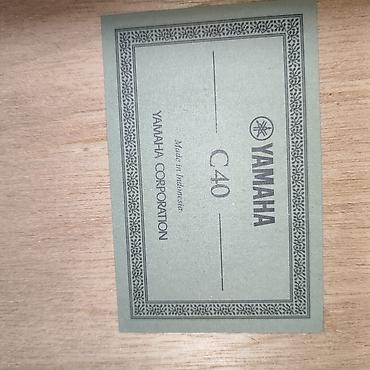 YAMAHA
C40
Made in Indonesia
YAMAHA CORPORATION